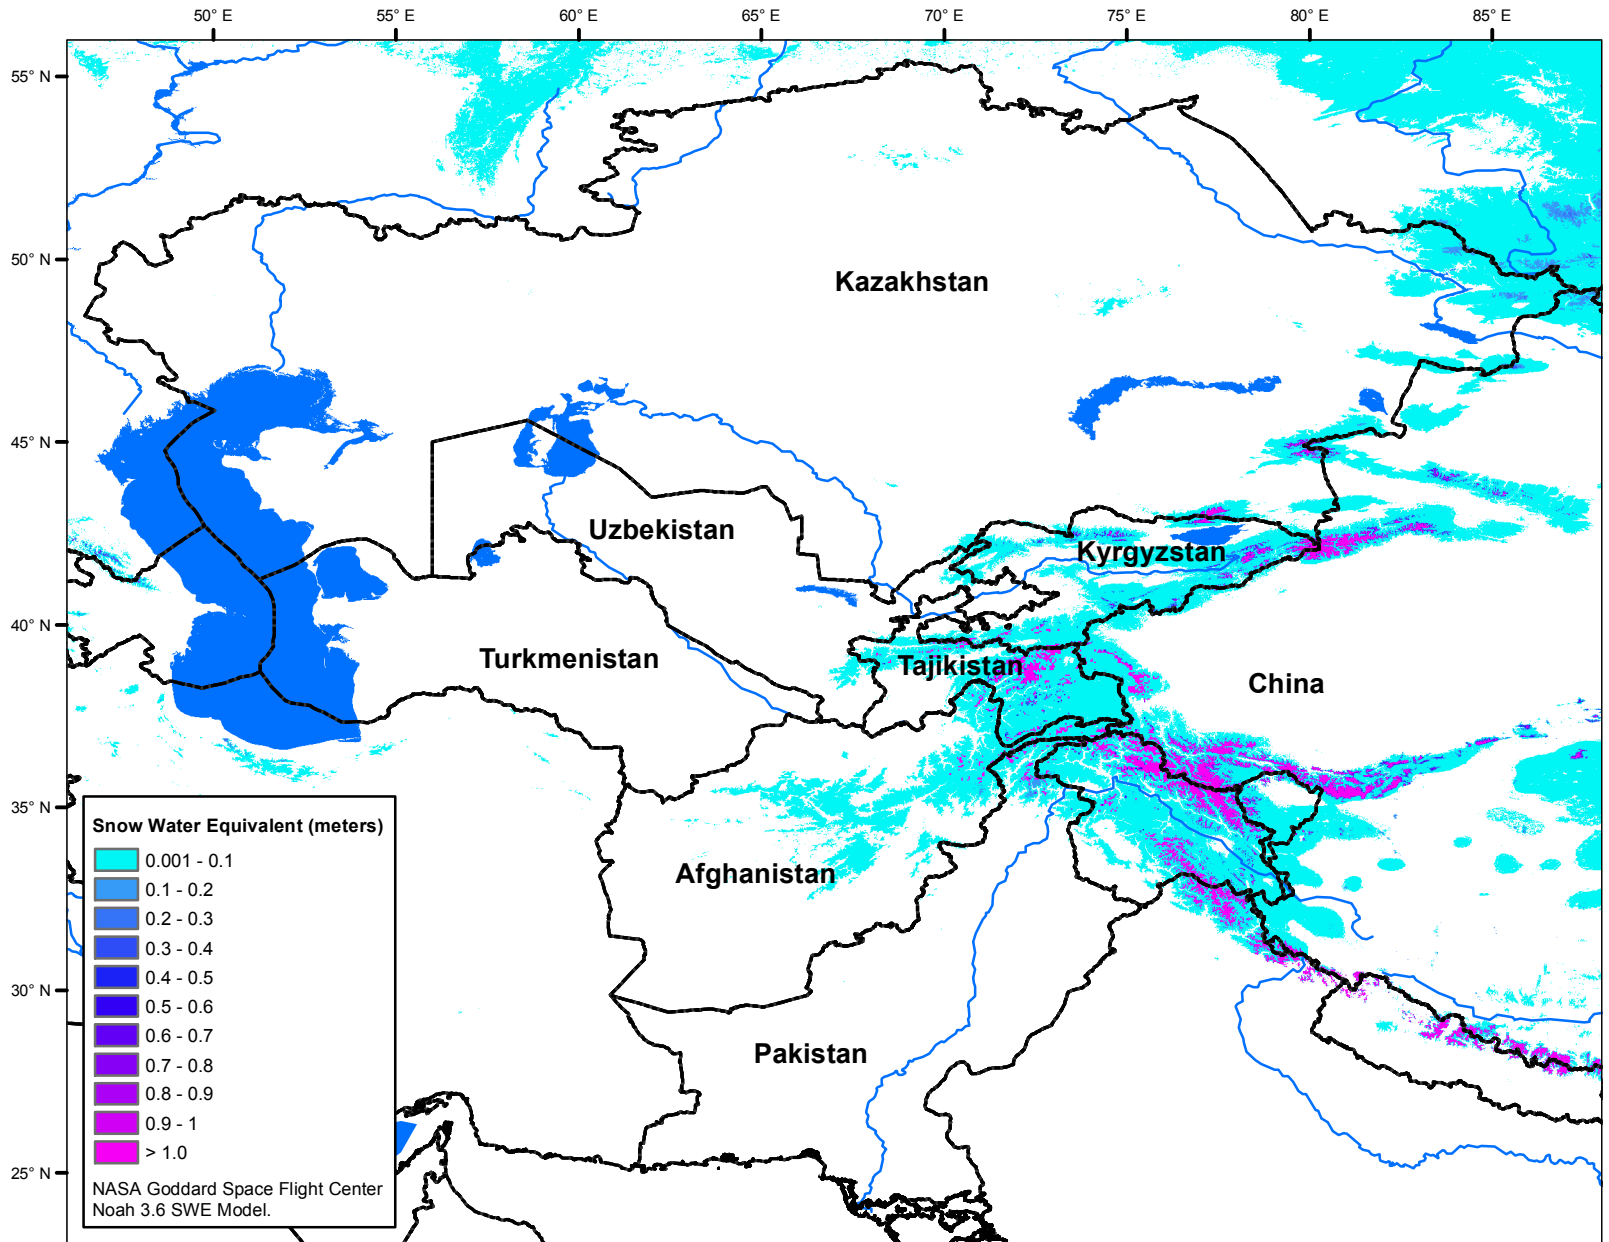 50° E 55° E 60° E 65° E 70° E 75° E 80° E 85° E
55° N
50° N
45° N
40° N
35° N
30° N
25° N
Kazakhstan
Uzbekistan
Kyrgyzstan
Turkmenistan
Tajikistan
China
Afghanistan
Pakistan
Snow Water Equivalent (meters)
0.001 - 0.1
0.1 - 0.2
0.2 - 0.3
0.3 - 0.4
0.4 - 0.5
0.5 - 0.6
0.6 - 0.7
0.7 - 0.8
0.8 - 0.9
0.9 - 1
> 1.0
NASA Goddard Space Flight Center
Noah 3.6 SWE Model.